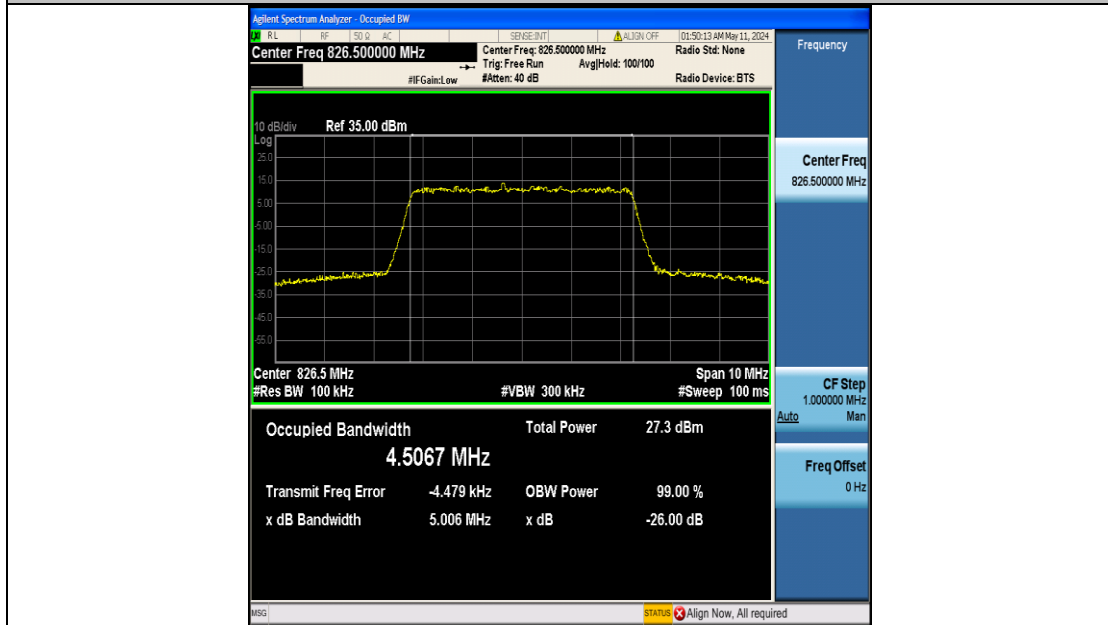 Agilent Spectrum Analyzer - Occupied BW
RL RF 50 Ω AC SENSE:INT ALIGN OFF 01:50:13 AM May 11, 2024
Center Freq 826.500000 MHz
Center Freq: 826.500000 MHz
Radio Std: None
Trig: Free Run Avg|Hold: 100/100
#IFGain:Low
#Atten: 40 dB
Radio Device: BTS
10 dB/div Ref 35.00 dBm
Log
25.0
15.0
5.00
-5.00
-15.0
-25.0
-35.0
-45.0
-55.0
Center 826.5 MHz Span 10 MHz
#Res BW 100 kHz #VBW 300 kHz #Sweep 100 ms
Occupied Bandwidth Total Power 27.3 dBm
4.5067 MHz
Transmit Freq Error -4.479 kHz OBW Power 99.00 %
x dB Bandwidth 5.006 MHz x dB -26.00 dB
Frequency
Center Freq
826.500000 MHz
CF Step
1.000000 MHz
Auto Man
Freq Offset
0 Hz
MSG STATUS Align Now, All required